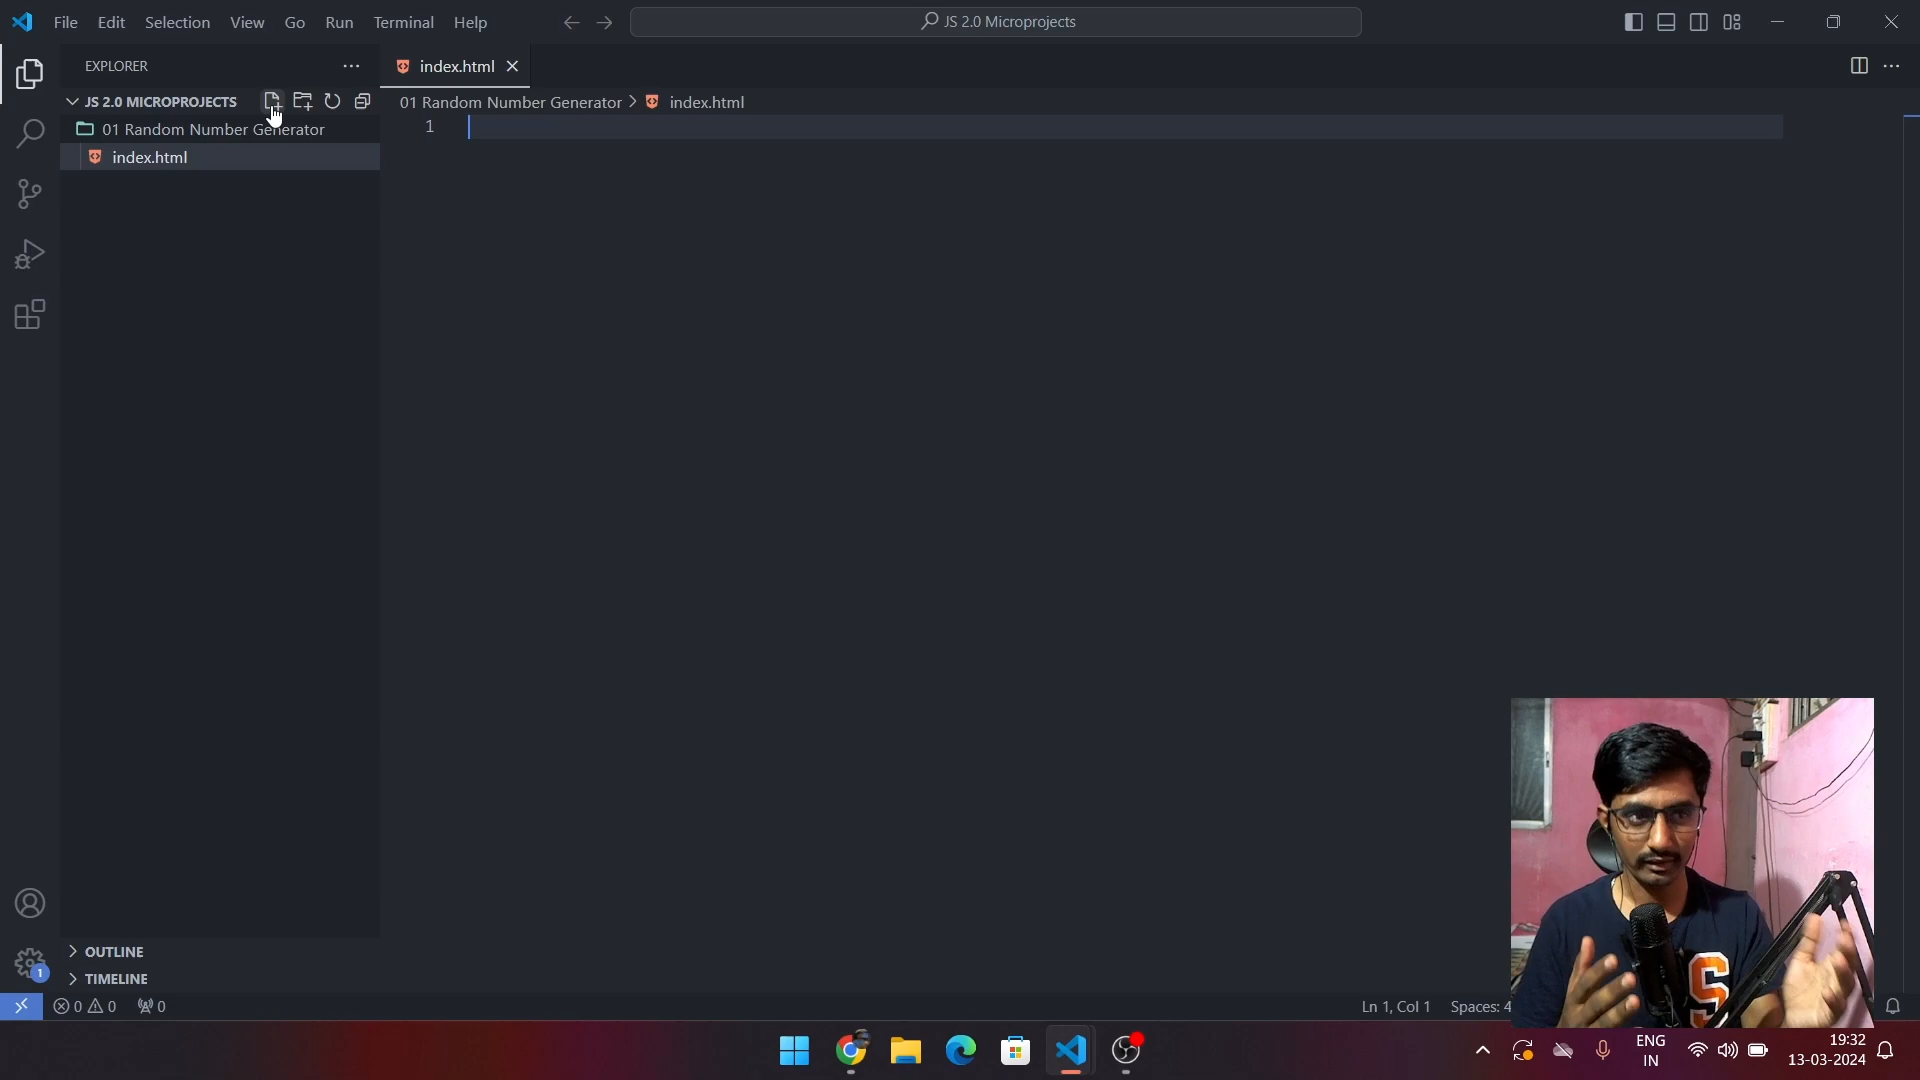 File Edit Selection View Go Run Terminal Help
JS 2.0 Microprojects
EXPLORER
index.html
JS 2.0 MICROPROJECTS
01 Random Number Generator > index.html
01 Random Number Generator
1
index.html
OUTLINE
TIMELINE
0 0 0
Ln 1, Col 1 Spaces: 4
1
S
ENG
IN
19:32
13-03-2024